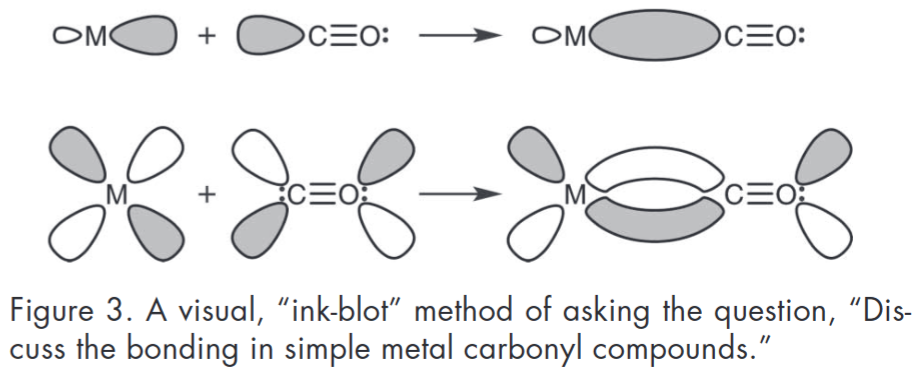 M + C≡O: → M C≡O:
M + :C≡O: → M C≡O:
Figure 3. A visual, “ink-blot” method of asking the question, “Dis-
cuss the bonding in simple metal carbonyl compounds.”